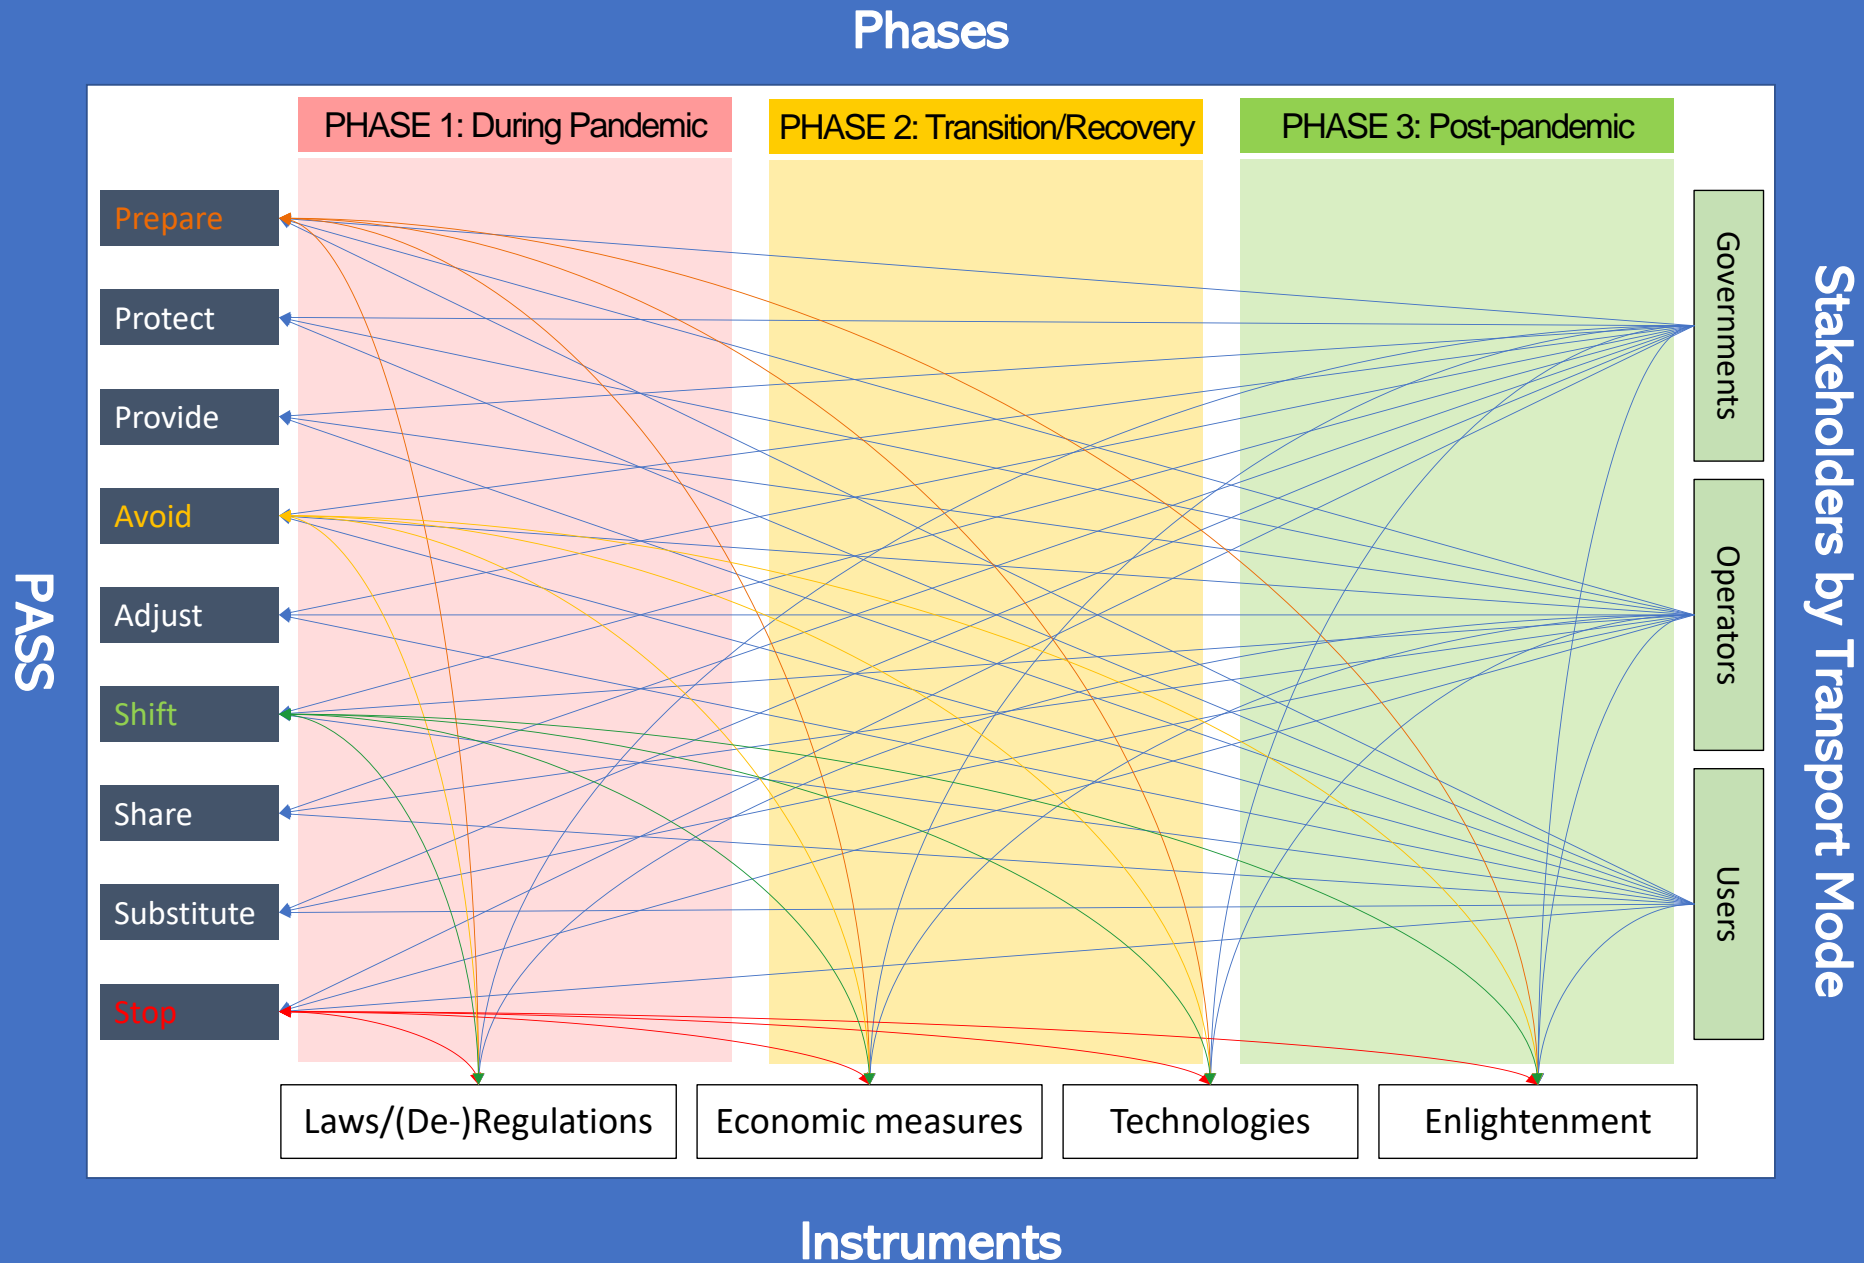 Phases
PHASE 1: During Pandemic
PHASE 2: Transition/Recovery
PHASE 3: Post-pandemic
PASS
Prepare
Protect
Provide
Avoid
Adjust
Shift
Share
Substitute
Stop
Governments
Operators
Users
Stakeholders by Transport Mode
Laws/(De-)Regulations
Economic measures
Technologies
Enlightenment
Instruments